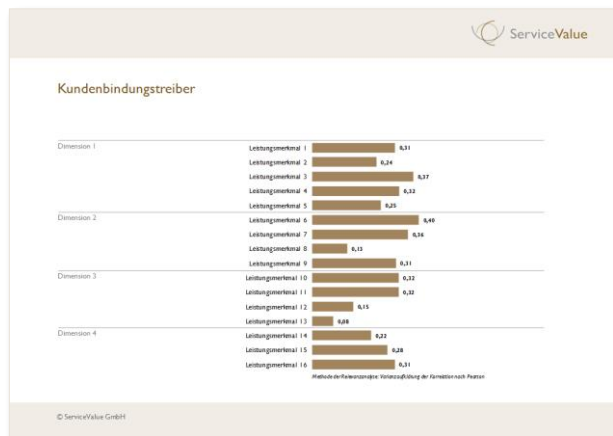 ServiceValue
Kundenbindungstreiber
Dimension 1
Leistungsmerkmal 1 0,31
Leistungsmerkmal 2 0,24
Leistungsmerkmal 3 0,37
Leistungsmerkmal 4 0,32
Leistungsmerkmal 5 0,25
Dimension 2
Leistungsmerkmal 6 0,40
Leistungsmerkmal 7 0,36
Leistungsmerkmal 8 0,13
Leistungsmerkmal 9 0,31
Dimension 3
Leistungsmerkmal 10 0,32
Leistungsmerkmal 11 0,32
Leistungsmerkmal 12 0,15
Leistungsmerkmal 13 0,08
Dimension 4
Leistungsmerkmal 14 0,22
Leistungsmerkmal 15 0,28
Leistungsmerkmal 16 0,31
Methode der Relevanzanalyse: Varianzaufklärung der Korrelation nach Pearson
© ServiceValue GmbH